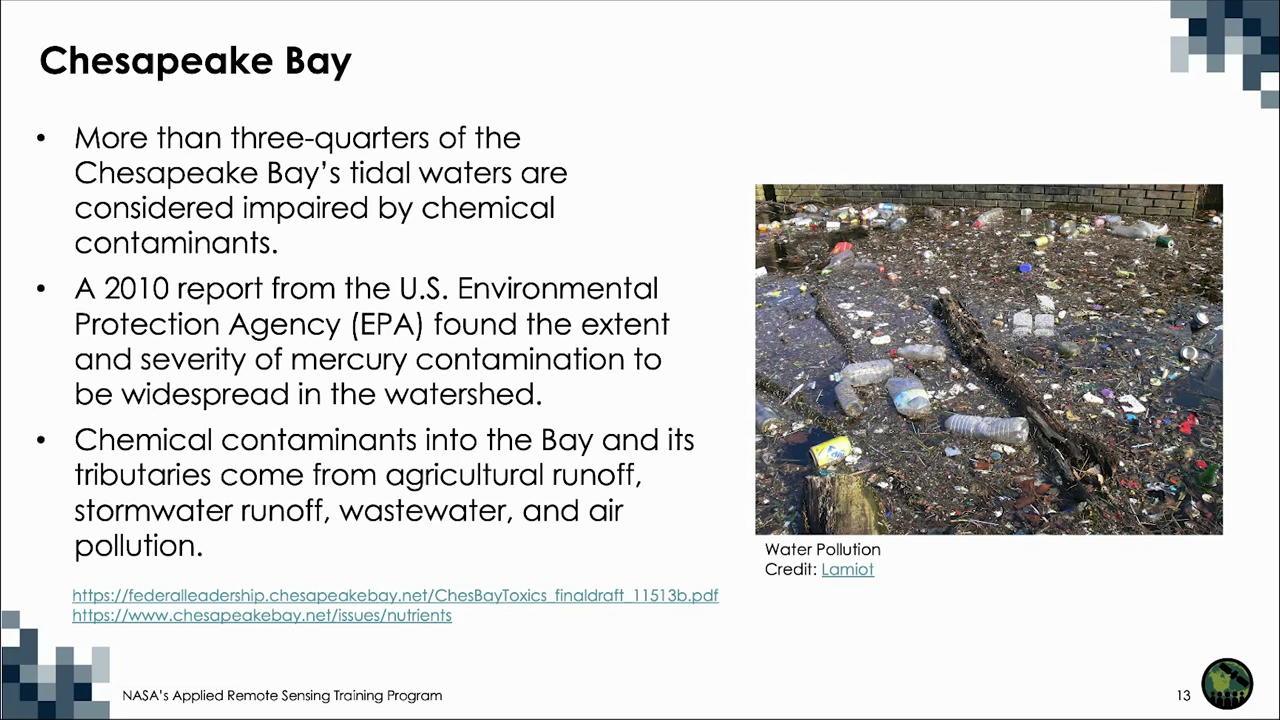 Chesapeake Bay
• More than three-quarters of the
Chesapeake Bay's tidal waters are
considered impaired by chemical
contaminants.
• A 2010 report from the U.S. Environmental
Protection Agency (EPA) found the extent
and severity of mercury contamination to
be widespread in the watershed.
• Chemical contaminants into the Bay and its
tributaries come from agricultural runoff,
stormwater runoff, wastewater, and air
pollution.
https://federalleadership.chesapeakebay.net/ChesBayToxics_finaldraft_11513b.pdf
https://www.chesapeakebay.net/issues/nutrients
Water Pollution
Credit: Lamiot
NASA's Applied Remote Sensing Training Program
13